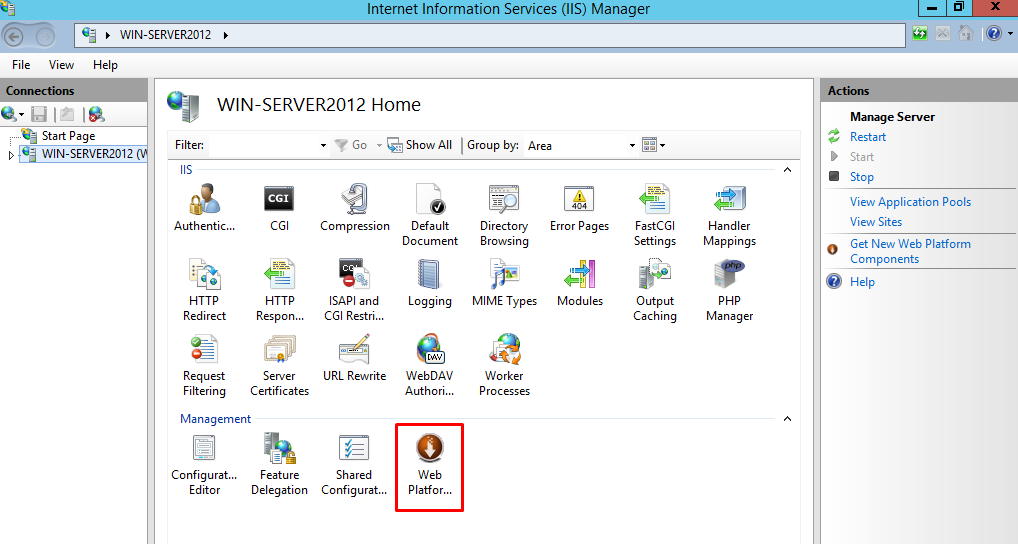 Internet Information Services (IIS) Manager
WIN-SERVER2012
File View Help
Connections
Start Page
WIN-SERVER2012 (W
WIN-SERVER2012 Home
Filter: Go Show All Group by: Area
IIS
Authentic... CGI Compression Default Document Directory Browsing Error Pages FastCGI Settings Handler Mappings
CGI
404
HTTP Redirect HTTP Respon... ISAPI and CGI Restri... Logging MIME Types Modules Output Caching PHP Manager
CGI
php
Request Filtering Server Certificates URL Rewrite WebDAV Authori... Worker Processes
DAV
Management
Configurat... Editor Feature Delegation Shared Configurat... Web Platfor...
Actions
Manage Server
Restart
Start
Stop
View Application Pools
View Sites
Get New Web Platform
Components
Help